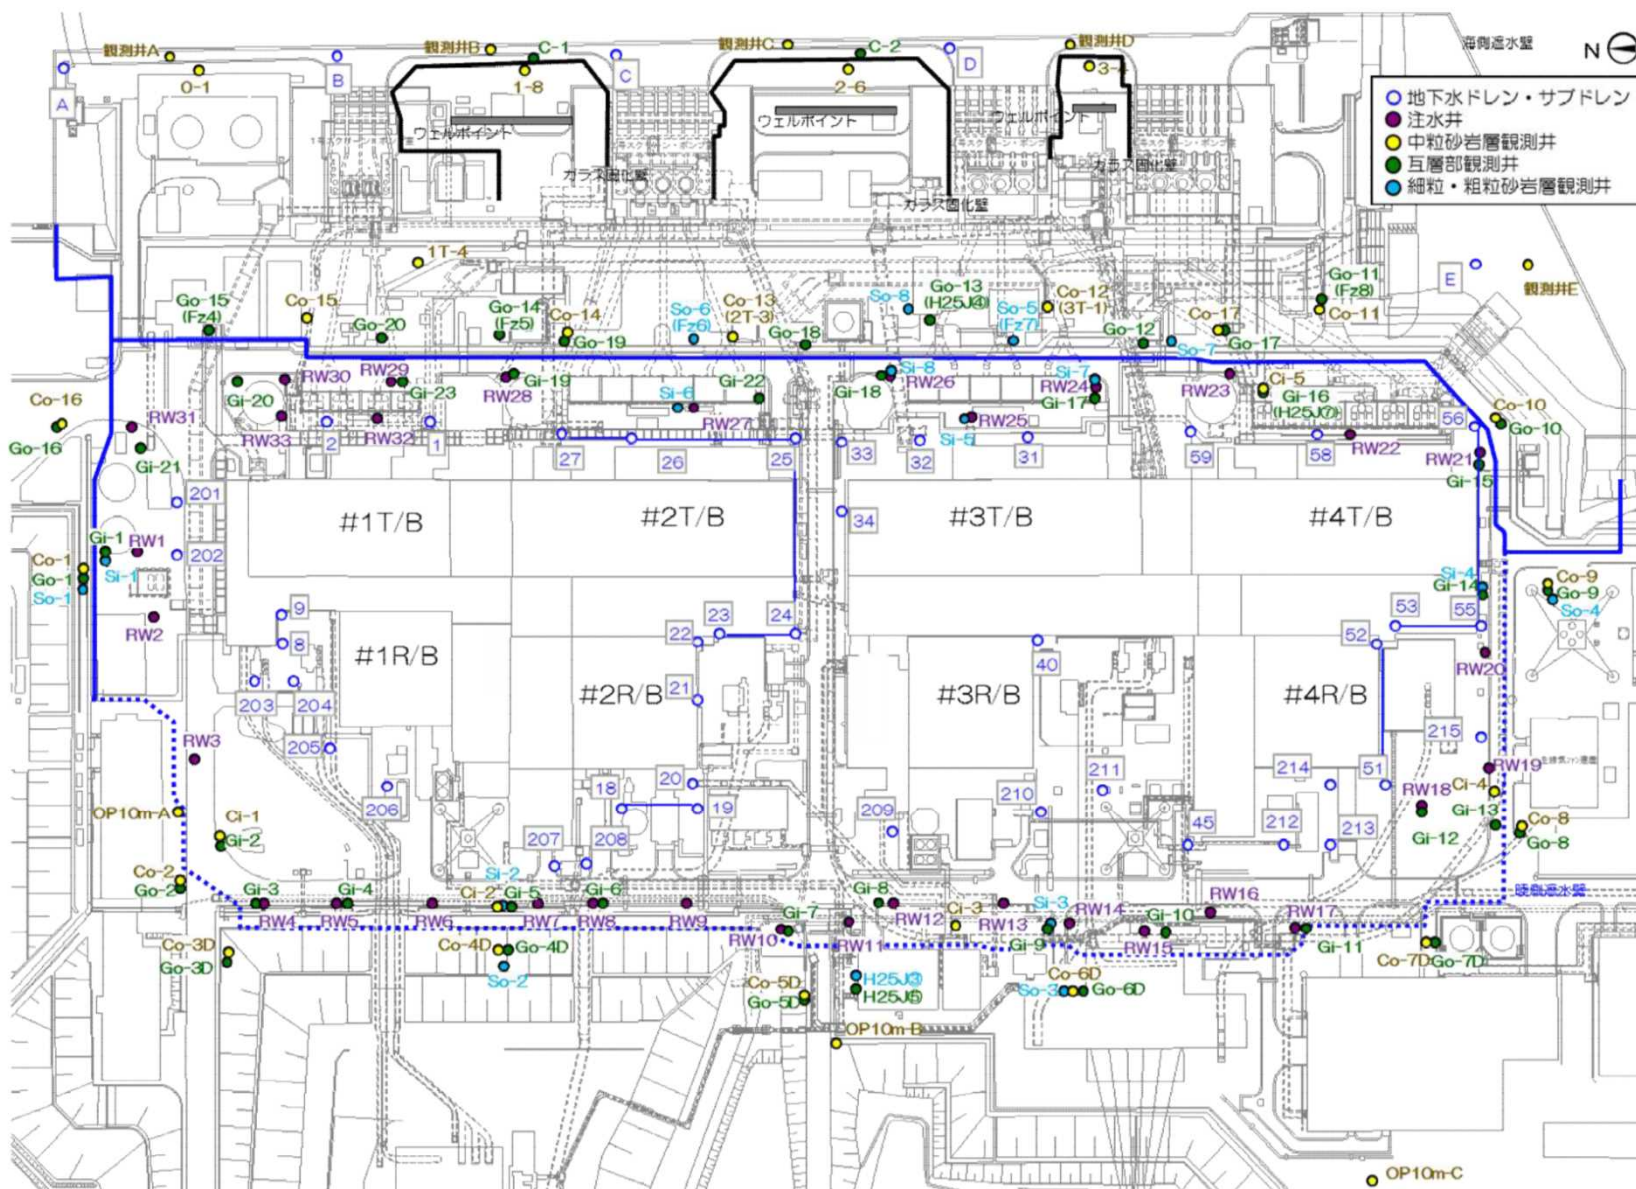 海側遮水壁
N
地下水ドレン・サブドレン
注水井
中粒砂岩層観測井
互層部観測井
細粒・粗粒砂岩層観測井
観測井A
観測井B
C-1
観測井C
C-2
観測井D
A
0-1
B
1-8
C
2-6
D
3-4
ウェルポイント
ウェルポイント
ウェルポイント
ガラス固化壁
ガラス固化壁
ガラス固化壁
1T-4
E
観測井E
Go-15
(Fz4)
Co-15
Go-20
Go-14
(Fz5)
Co-14
Go-19
So-6
(Fz6)
Co-13
(2T-3)
Go-18
So-8
Go-13
(H25J④)
So-5
(Fz7)
Co-12
(3T-1)
Go-12
So-7
Co-17
Go-17
Go-11
(Fz8)
Co-11
RW30
RW29
Gi-23
RW28
Gi-19
Gi-22
Gi-18
Si-8
RW26
Si-7
RW24
Gi-17
RW23
Ci-5
Gi-16
(H25J⑦)
Gi-20
RW33
RW32
Si-6
RW27
Si-5
RW25
RW22
56
Co-10
Go-10
Co-16
Go-16
RW31
Gi-21
2
1
27
26
25
33
32
31
59
58
RW21
Gi-15
201
202
34
#1T/B
#2T/B
#3T/B
#4T/B
Gi-1
RW1
Si-1
Co-1
Go-1
So-1
RW2
Si-4
Gi-14
Co-9
Go-9
So-4
9
8
23
24
22
53
55
52
40
RW20
#1R/B
#2R/B
#3R/B
#4R/B
21
203
204
205
206
215
RW3
20
18
19
211
210
209
214
51
RW19
Ci-4
RW18
Gi-13
Gi-12
Co-8
Go-8
OP10m-A
Ci-1
Gi-2
207
208
45
212
213
Co-2
Go-2
Gi-3
RW4
Gi-4
RW5
RW6
Si-2
Ci-2
Gi-5
RW7
Gi-6
RW8
RW9
Gi-7
RW10
Gi-8
RW11
RW12
Ci-3
RW13
Si-3
Gi-9
RW14
Gi-10
RW15
RW16
RW17
Gi-11
陸側遮水壁
Co-3D
Go-3D
Co-4D
Go-4D
So-2
Co-5D
Go-5D
H25J③
H25J⑤
Co-6D
So-3
Go-6D
Co-7D
Go-7D
OP10m-B
OP10m-C